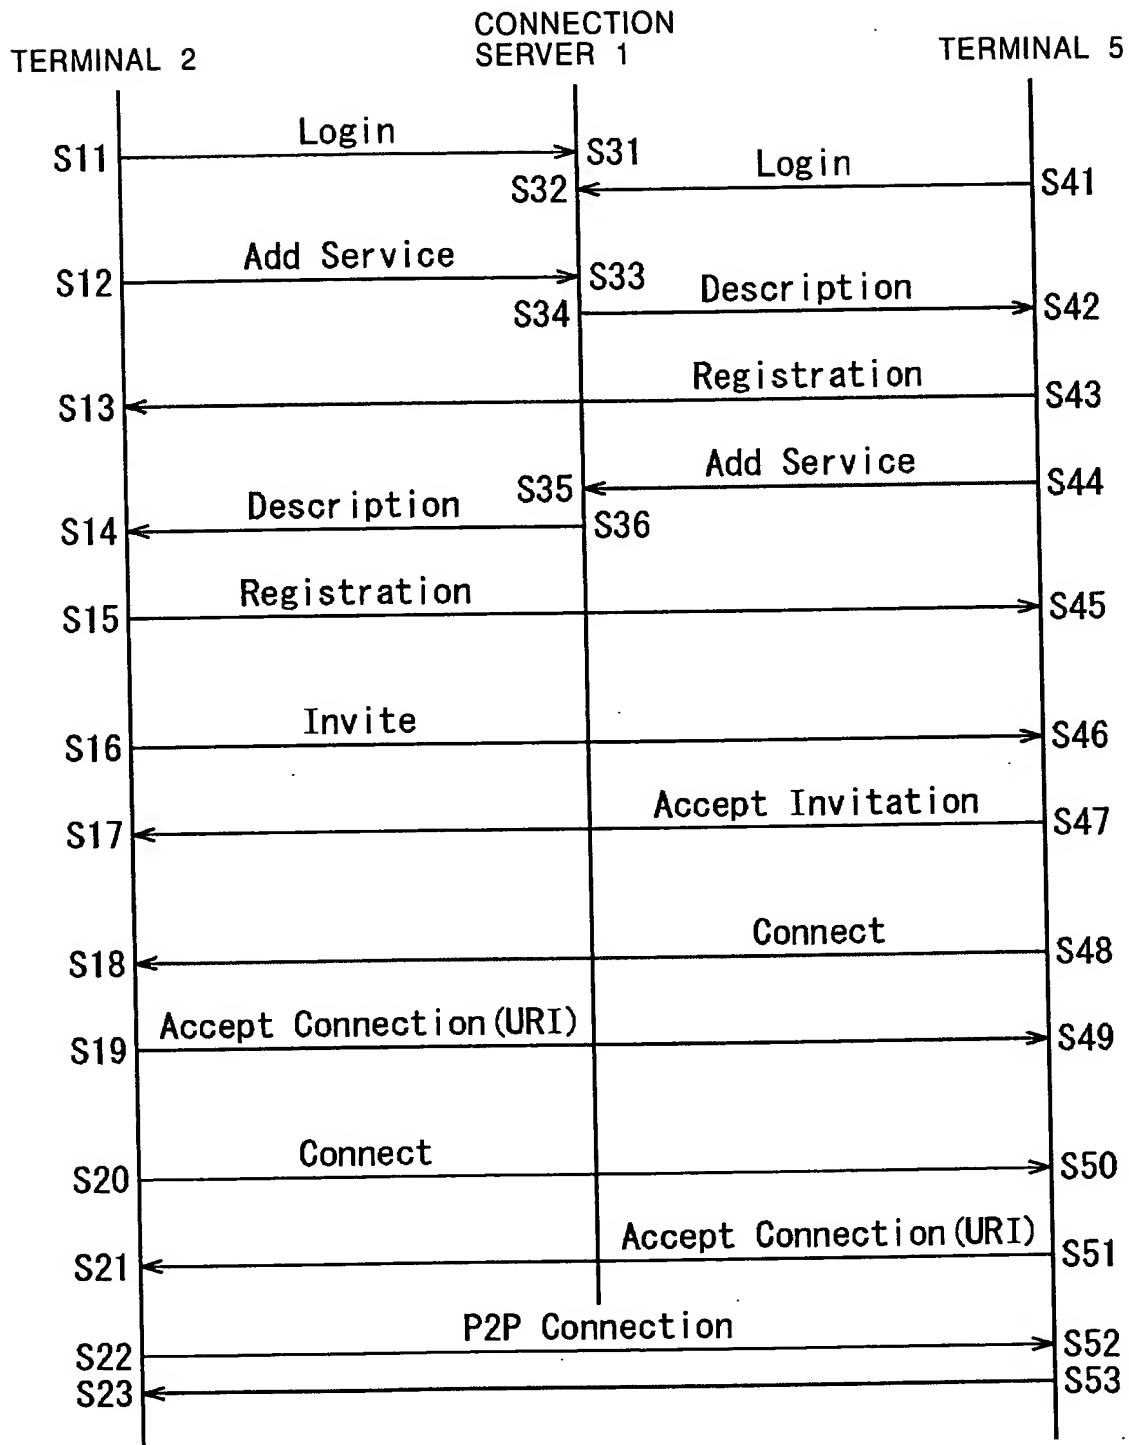 CONNECTION
TERMINAL 2 SERVER 1 TERMINAL 5
Login
S11 S31
Login
S32 S41
Add Service
S12 S33
Description
S34 S42
Registration
S13 S43
Add Service
S35 S44
Description
S14 S36
Registration
S15 S45
Invite
S16 S46
Accept Invitation
S17 S47
Connect
S18 S48
Accept Connection(URI)
S19 S49
Connect
S20 S50
Accept Connection(URI)
S21 S51
P2P Connection
S22 S52
S23 S53